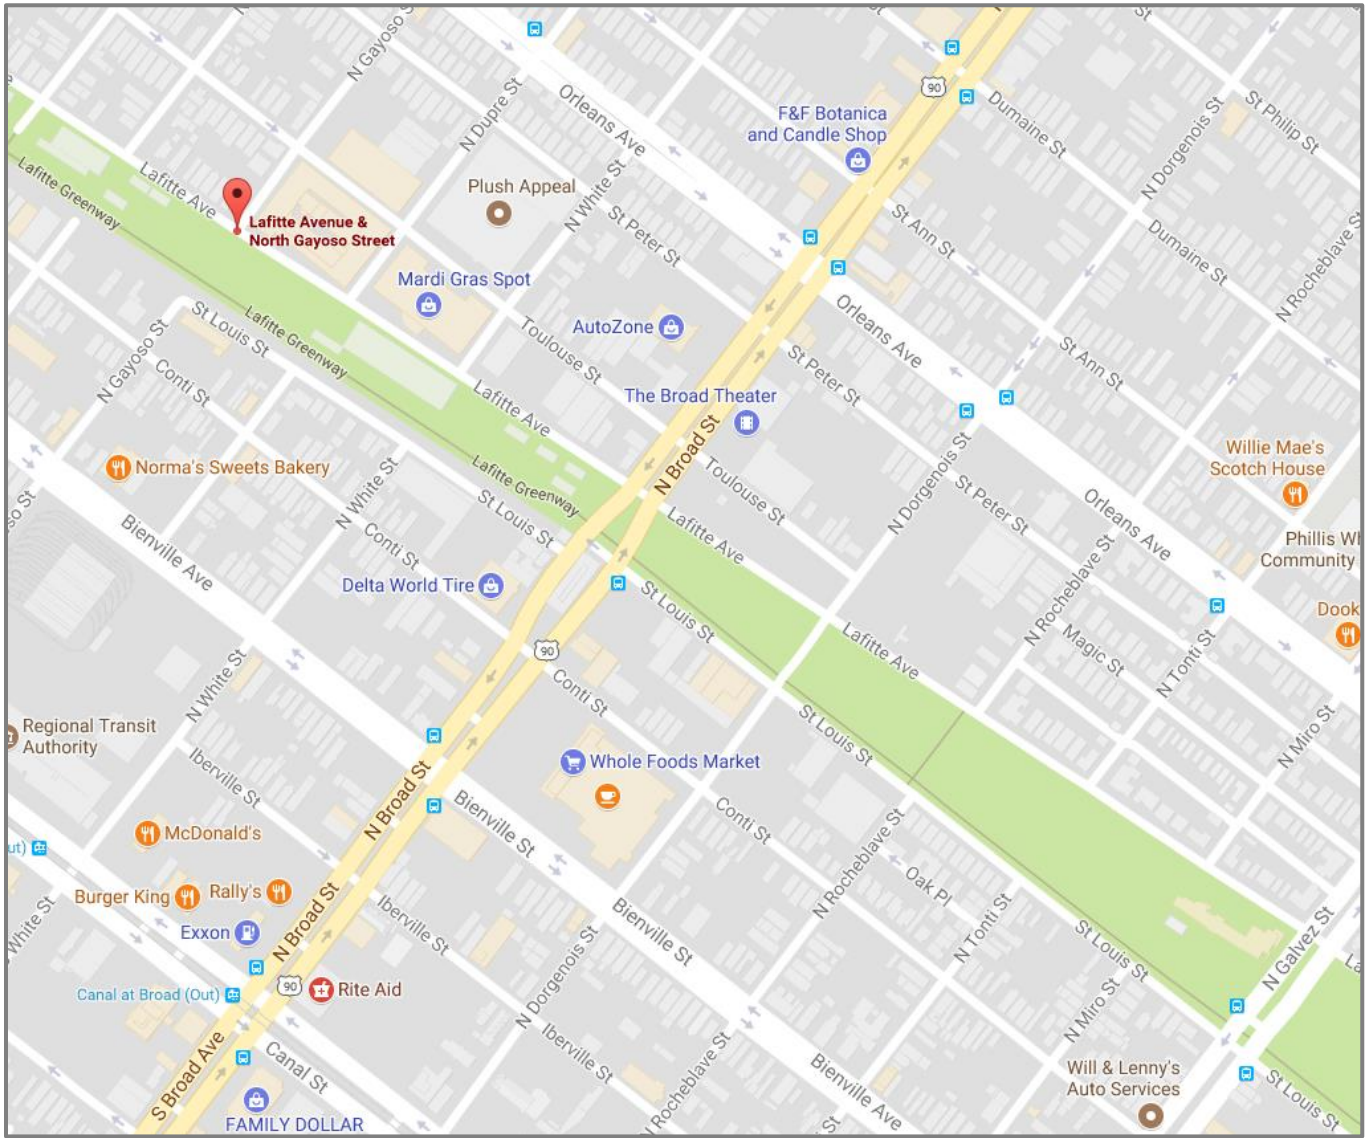 N Gayoso S
90
Orleans Ave
N Dupre St
F&F Botanica
and Candle Shop
Dumaine St
St Philip St
N Dorgenois St
Lafitte Greenway
Lafitte Ave
Plush Appeal
N White St
Lafitte Avenue &
North Gayoso Street
St Peter St
St Ann St
Dumaine St
N Rocheblave S
Mardi Gras Spot
St Louis St
Lafitte Greenway
AutoZone
Toulouse St
Orleans Ave
N Gayoso St
Conti St
St Peter St
St Ann St
Lafitte Ave
The Broad Theater
N Broad St
Norma's Sweets Bakery
N White St
Lafitte Greenway
Toulouse St
N Dorgenois St
St Peter St
Willie Mae's
Scotch House
Orleans Ave
so St
Bienville Ave
Conti St
St Louis St
Lafitte Ave
Phillis Wh
Community
Delta World Tire
St Louis St
N Rocheblave St
Dook
90
Lafitte Ave
Magic St
N Tonti St
N White St
Conti St
Regional Transit
Authority
St Louis St
N Miro St
Iberville St
Whole Foods Market
N Broad St
Bienville St
Conti St
McDonald's
ut)
Burger King
Rally's
N Broad St
N Rocheblave St
Oak Pl
White St
Exxon
Iberville St
Bienville St
N Tonti St
St Louis St
N Galvez St
La
Canal at Broad (Out)
90
Rite Aid
N Dorgenois St
N Miro St
S Broad Ave
Canal St
Iberville St
Rocheblave St
Bienville Ave
Will & Lenny's
Auto Services
St Louis St
FAMILY DOLLAR